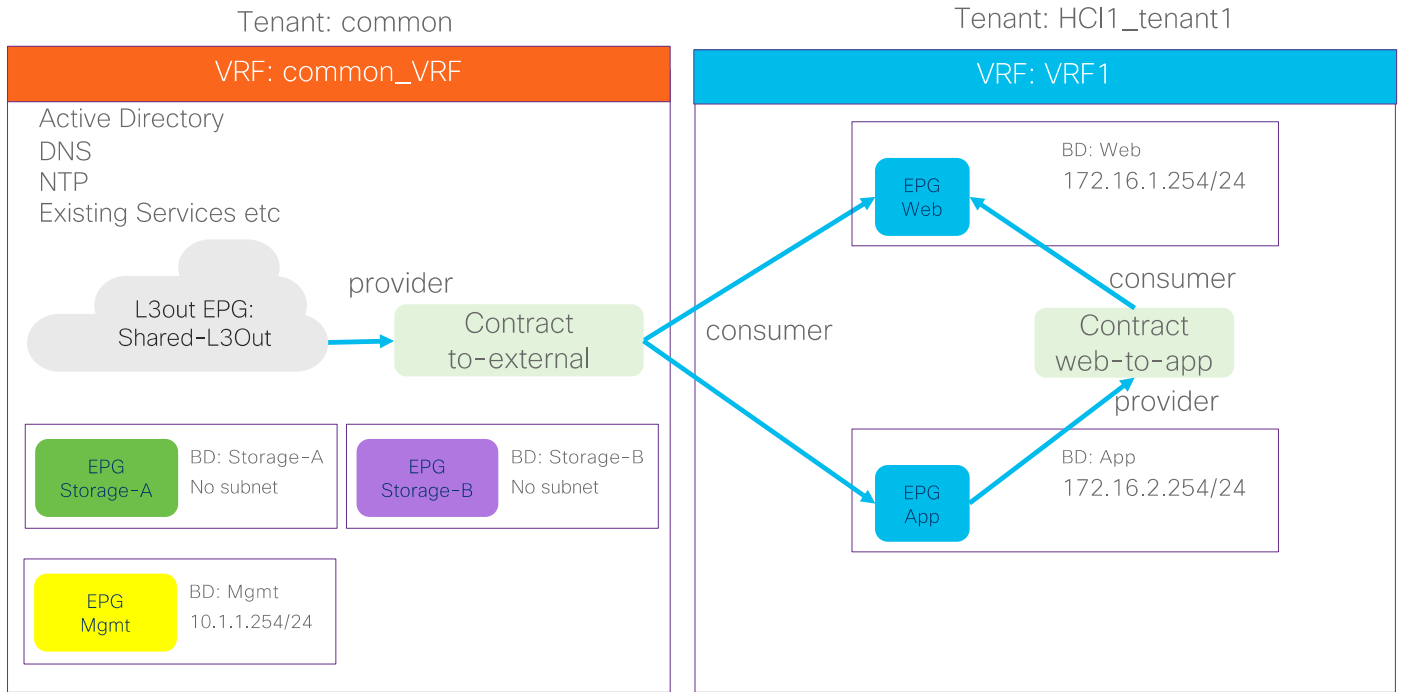 Tenant: common
VRF: common_VRF
Active Directory
DNS
NTP
Existing Services etc
L3out EPG:
Shared-L3Out
provider
Contract
to-external
consumer
EPG
Storage-A
BD: Storage-A
No subnet
EPG
Storage-B
BD: Storage-B
No subnet
EPG
Mgmt
BD: Mgmt
10.1.1.254/24
Tenant: HCI1_tenant1
VRF: VRF1
EPG
Web
BD: Web
172.16.1.254/24
consumer
Contract
web-to-app
provider
EPG
App
BD: App
172.16.2.254/24